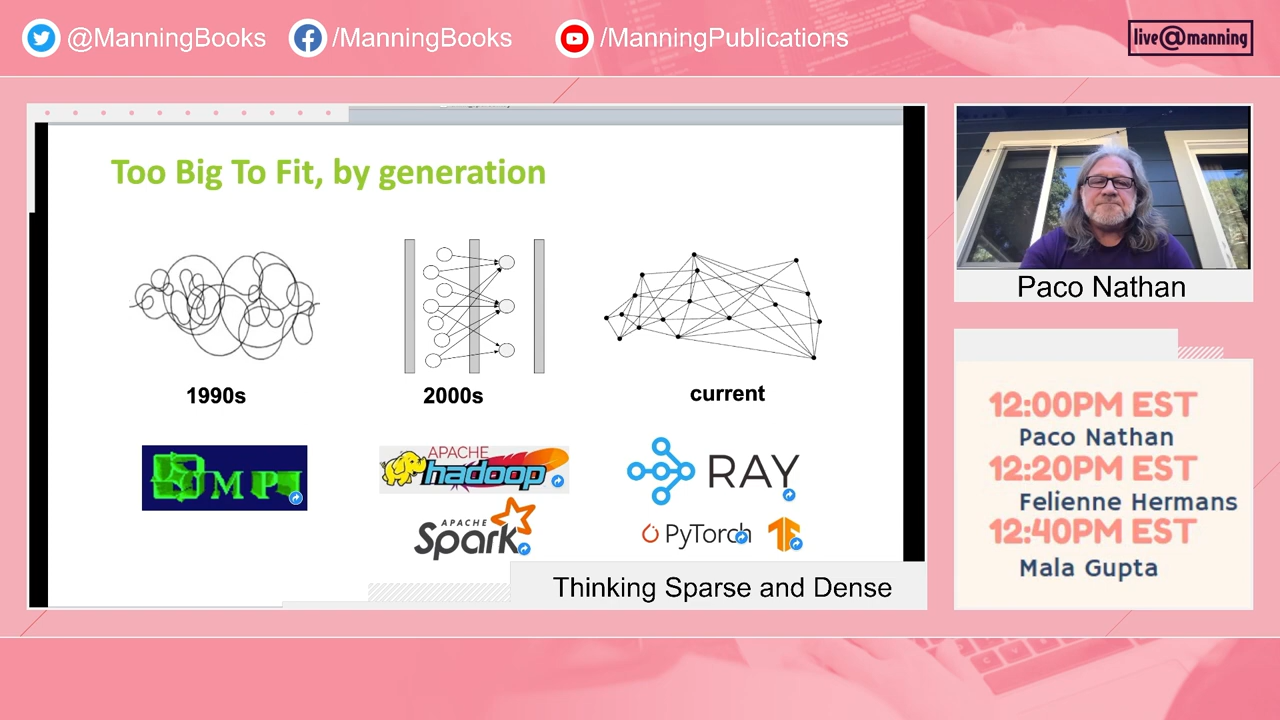 @ManningBooks
/ManningBooks
/ManningPublications
live@manning
Too Big To Fit, by generation
1990s
2000s
current
MPI
APACHE
hadoop
RAY
APACHE
Spark
PyTorch
Thinking Sparse and Dense
Paco Nathan
12:00PM EST
Paco Nathan
12:20PM EST
Felienne Hermans
12:40PM EST
Mala Gupta